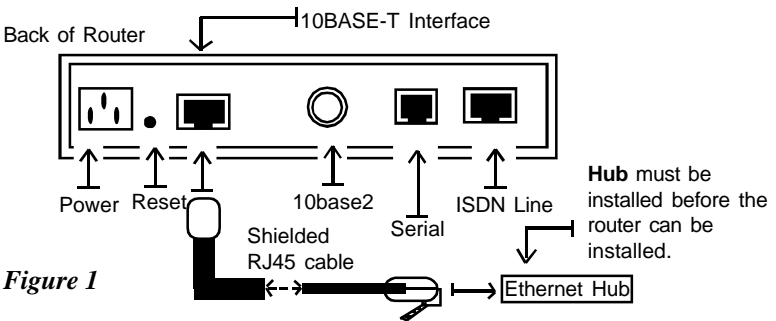 10BASE-T Interface
Back of Router
Power
Reset
10base2
Serial
ISDN Line
Hub must be
installed before the
router can be
installed.
Shielded
RJ45 cable
Figure 1
Ethernet Hub